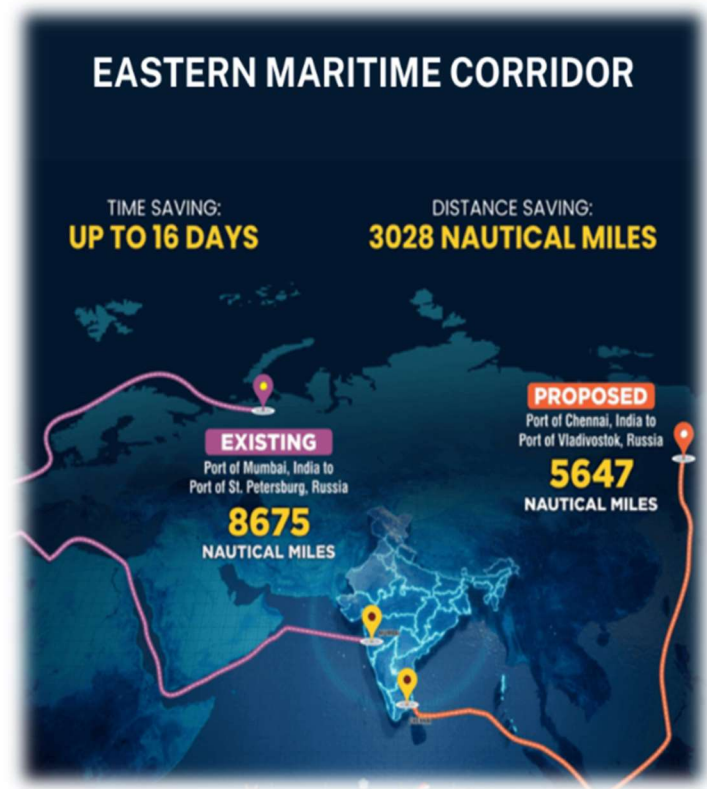 EASTERN MARITIME CORRIDOR
TIME SAVING:
UP TO 16 DAYS
DISTANCE SAVING:
3028 NAUTICAL MILES
EXISTING
Port of Mumbai, India to
Port of St. Petersburg, Russia
8675
NAUTICAL MILES
PROPOSED
Port of Chennai, India to
Port of Vladivostok, Russia
5647
NAUTICAL MILES